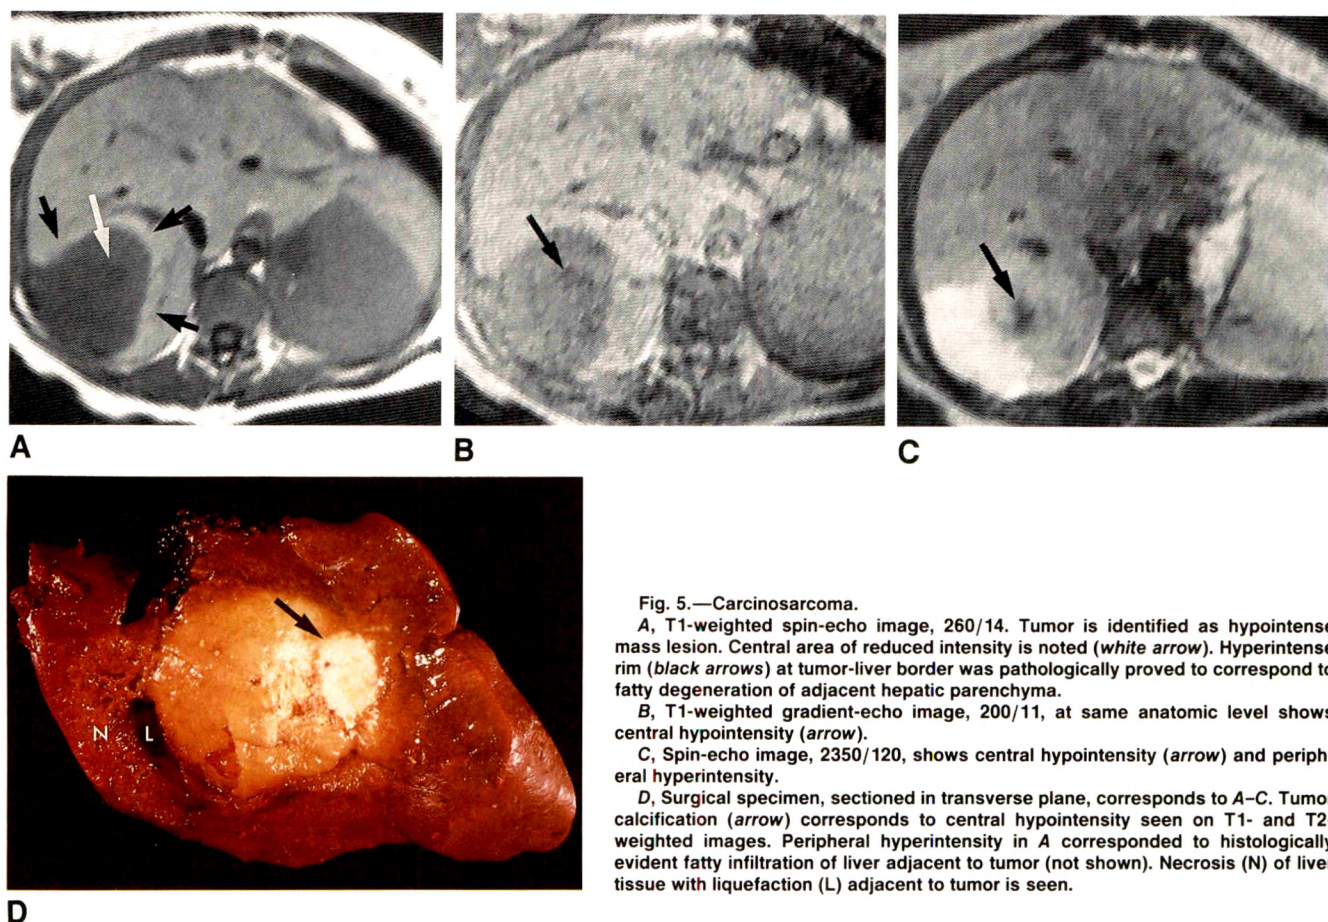 A
B
C
N
L
D
Fig. 5.—Carcinosarcoma.
A, T1-weighted spin-echo image, 260/14. Tumor is identified as hypointense
mass lesion. Central area of reduced intensity is noted (white arrow). Hyperintense
rim (black arrows) at tumor-liver border was pathologically proved to correspond to
fatty degeneration of adjacent hepatic parenchyma.
B, T1-weighted gradient-echo image, 200/11, at same anatomic level shows
central hypointensity (arrow).
C, Spin-echo image, 2350/120, shows central hypointensity (arrow) and periph-
eral hyperintensity.
D, Surgical specimen, sectioned in transverse plane, corresponds to A–C. Tumor
calcification (arrow) corresponds to central hypointensity seen on T1- and T2-
weighted images. Peripheral hyperintensity in A corresponded to histologically
evident fatty infiltration of liver adjacent to tumor (not shown). Necrosis (N) of liver
tissue with liquefaction (L) adjacent to tumor is seen.